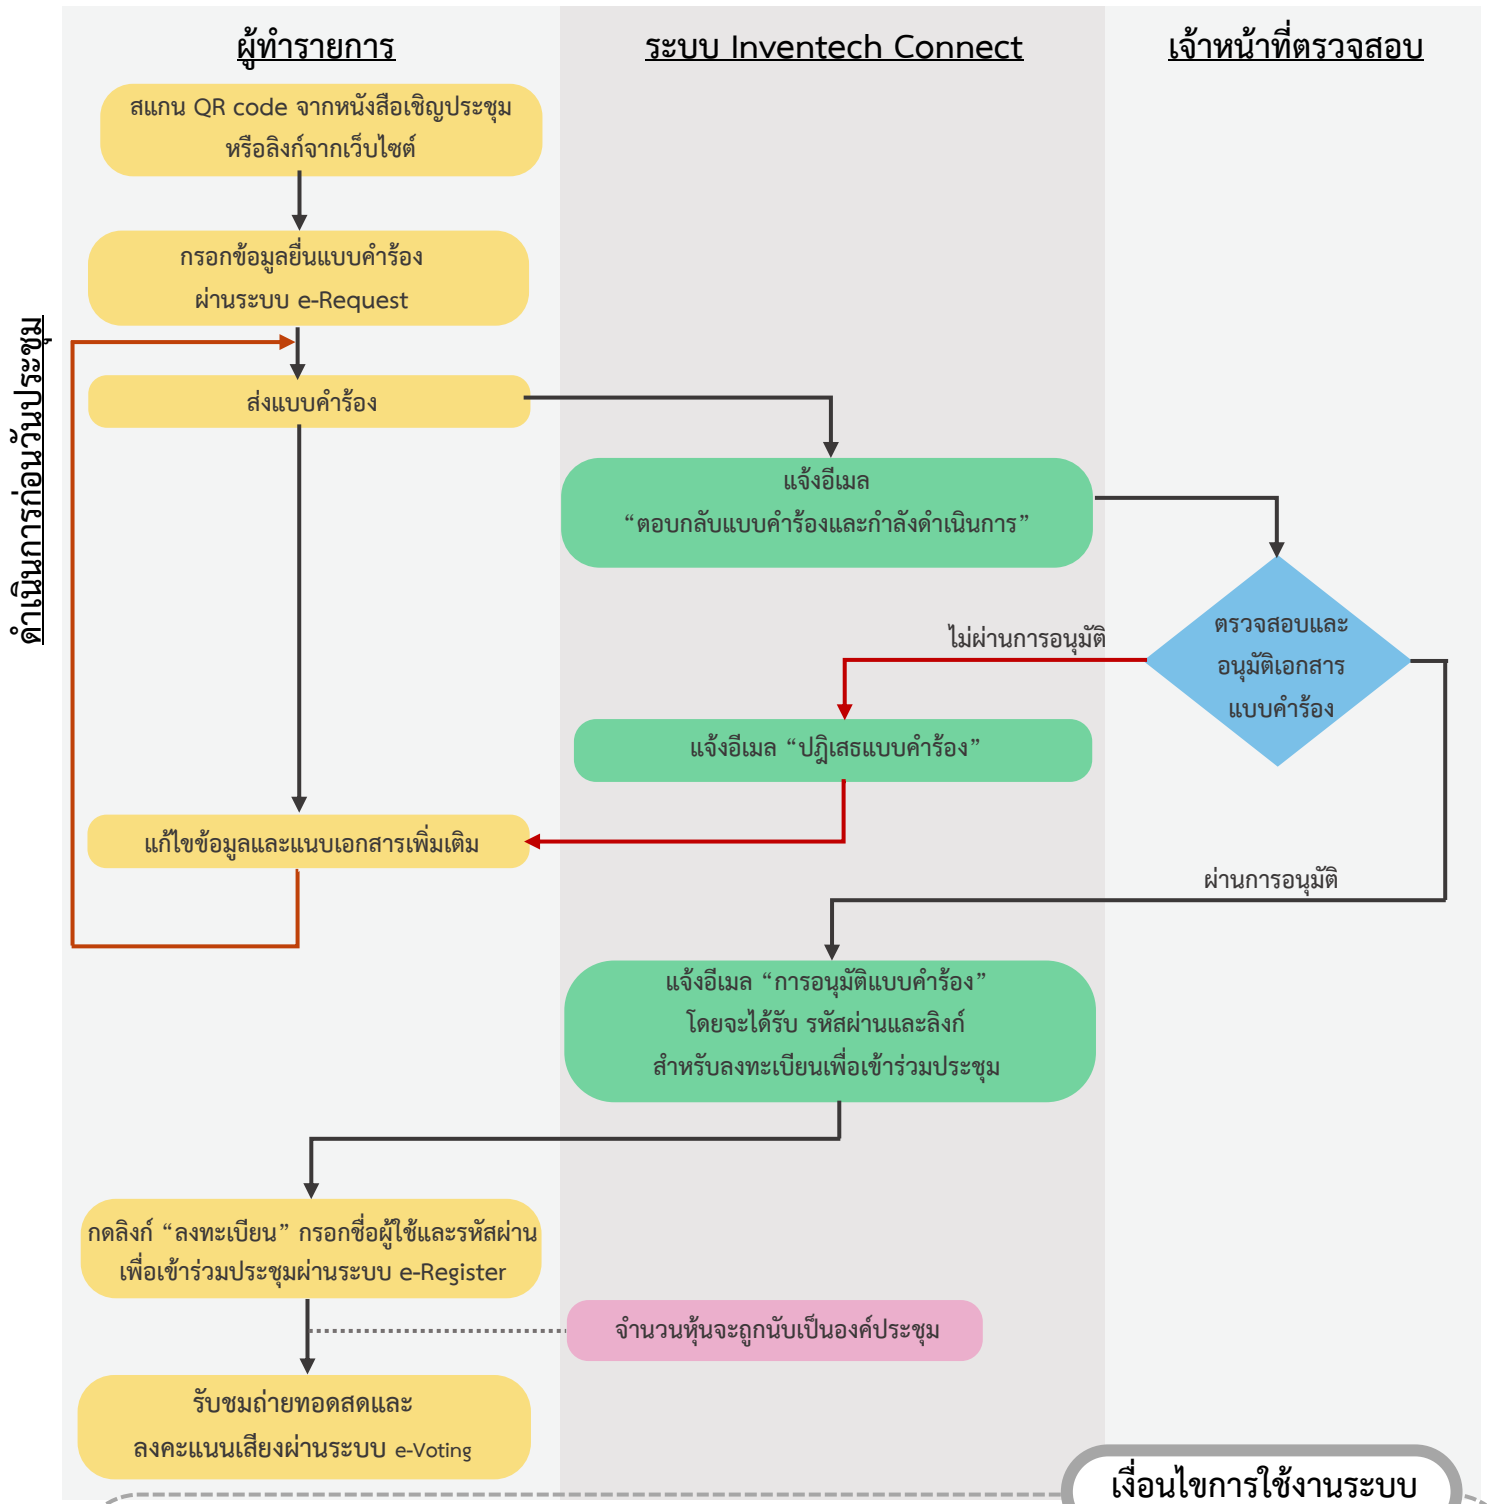 ผู้ทำรายการ
ระบบ Inventech Connect
เจ้าหน้าที่ตรวจสอบ
ดำเนินการก่อนวันประชุม
สแกน QR code จากหนังสือเชิญประชุม
หรือลิงก์จากเว็บไซต์
กรอกข้อมูลยื่นแบบคำร้อง
ผ่านระบบ e-Request
ส่งแบบคำร้อง
แจ้งอีเมล
“ตอบกลับแบบคำร้องและกำลังดำเนินการ”
ตรวจสอบและ
อนุมัติเอกสาร
แบบคำร้อง
ไม่ผ่านการอนุมัติ
แจ้งอีเมล “ปฎิเสธแบบคำร้อง”
แก้ไขข้อมูลและแนบเอกสารเพิ่มเติม
ผ่านการอนุมัติ
แจ้งอีเมล “การอนุมัติแบบคำร้อง”
โดยจะได้รับ รหัสผ่านและลิงก์
สำหรับลงทะเบียนเพื่อเข้าร่วมประชุม
กดลิงก์ “ลงทะเบียน” กรอกชื่อผู้ใช้และรหัสผ่าน
เพื่อเข้าร่วมประชุมผ่านระบบ e-Register
จำนวนหุ้นจะถูกนับเป็นองค์ประชุม
รับชมถ่ายทอดสดและ
ลงคะแนนเสียงผ่านระบบ e-Voting
เงื่อนไขการใช้งานระบบ